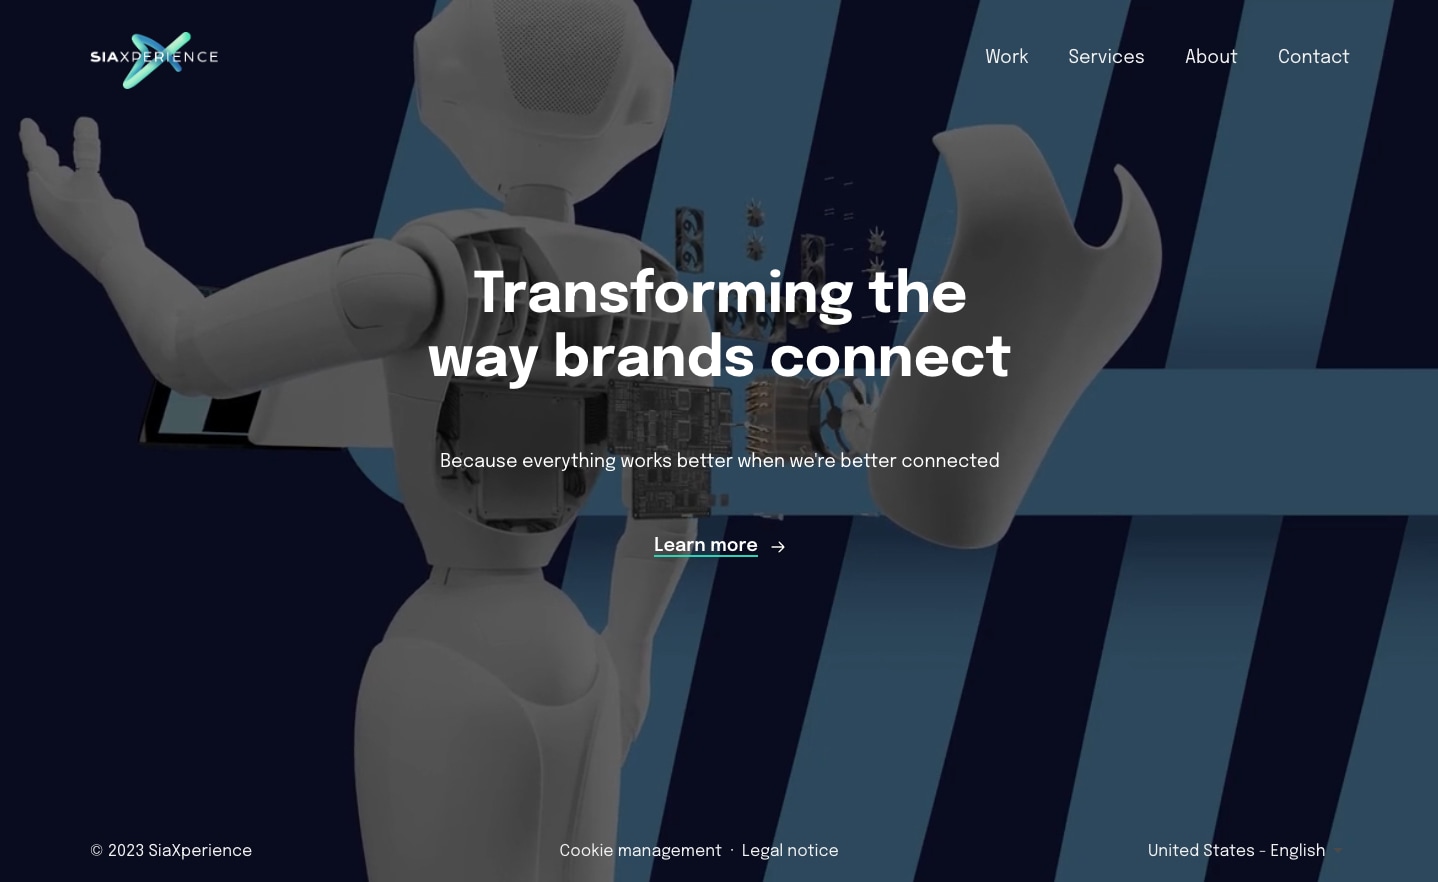 SIAXPERIENCE
Work
Services
About
Contact
Transforming the
way brands connect
Because everything works better when we're better connected
Learn more →
© 2023 SiaXperience
Cookie management · Legal notice
United States - English